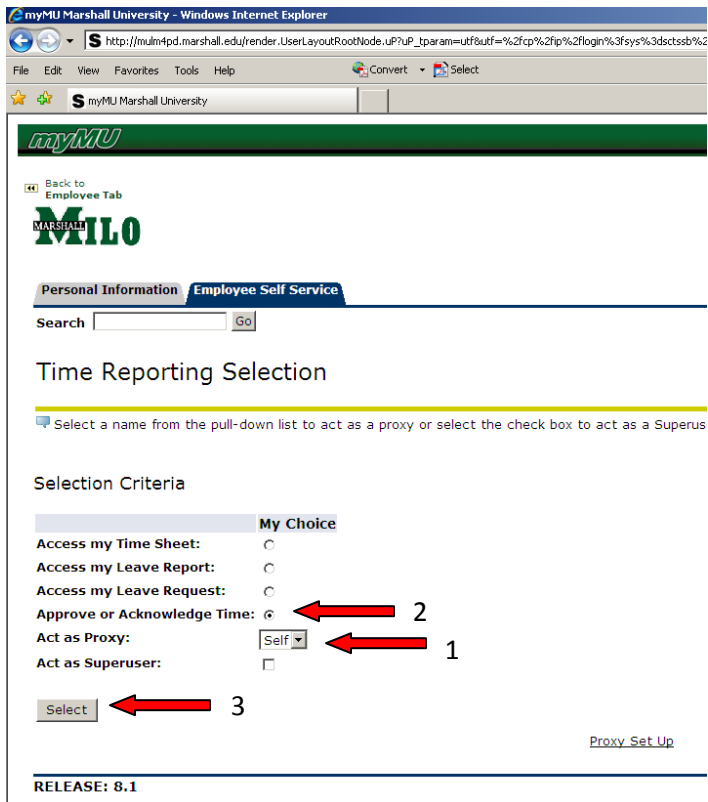 myMU Marshall University - Windows Internet Explorer
S http://mulm4pd.marshall.edu/render.UserLayoutRootNode.uP?uP_tparam=utf&utf=%2fcp%2fip%2flogin%3fsys%3dsctssb%2
File Edit View Favorites Tools Help Convert Select
S myMU Marshall University
myMU
Back to
Employee Tab
MARSHALL
MILO
Personal Information Employee Self Service
Search Go
Time Reporting Selection
Select a name from the pull-down list to act as a proxy or select the check box to act as a Superus
Selection Criteria
My Choice
Access my Time Sheet:
Access my Leave Report:
Access my Leave Request:
Approve or Acknowledge Time: 2
Act as Proxy: Self 1
Act as Superuser:
Select 3
Proxy Set Up
RELEASE: 8.1